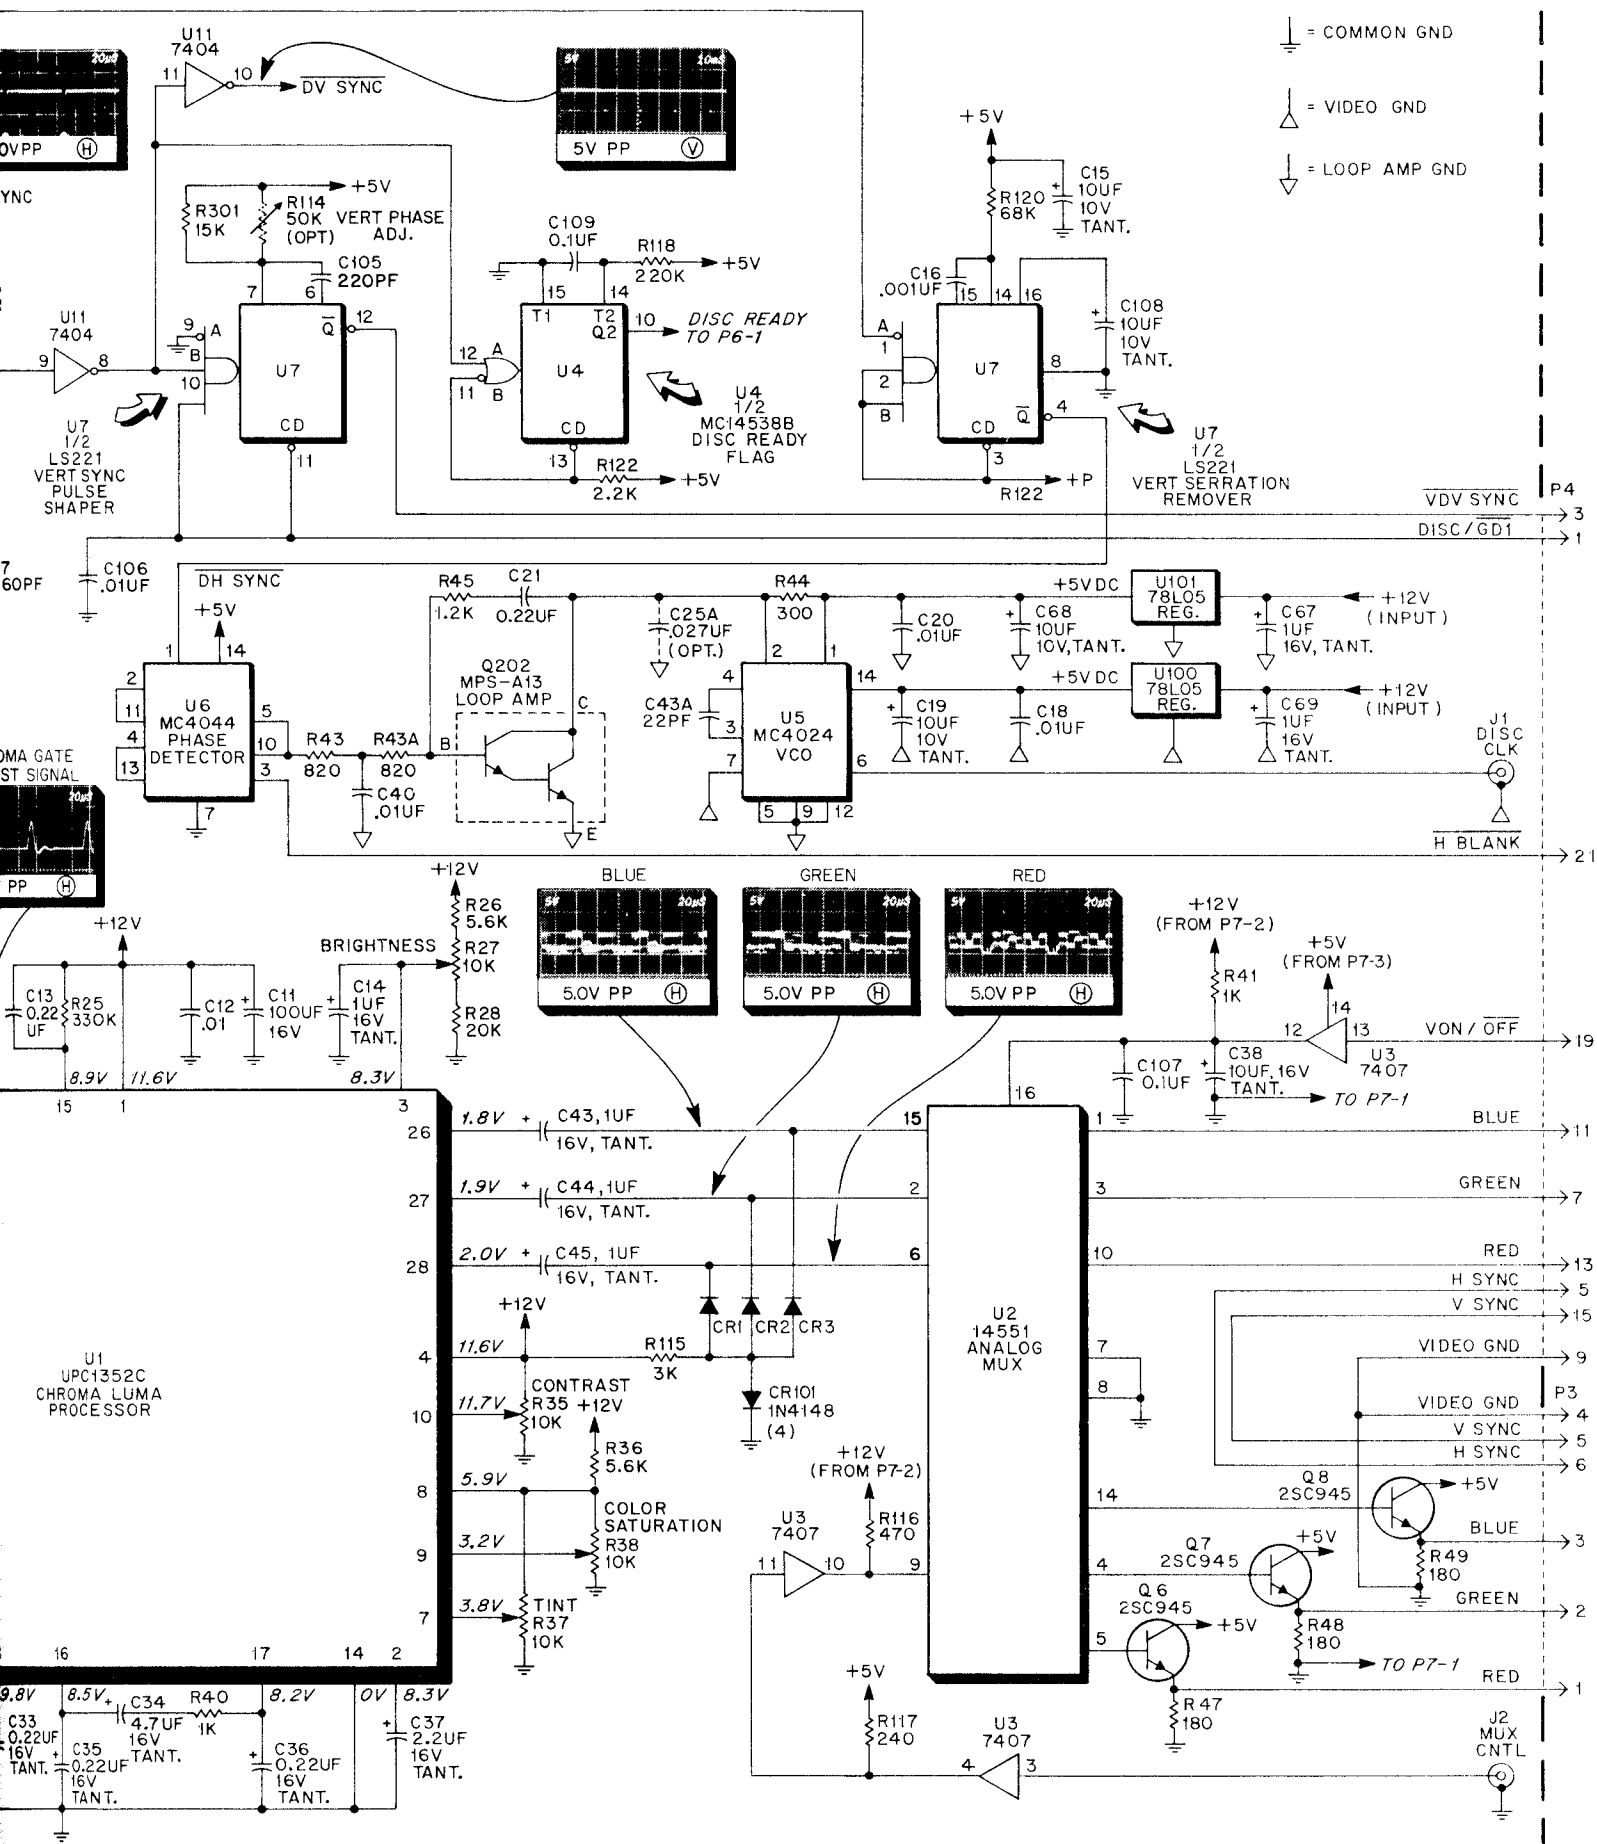 U11
7404
11
10
DV SYNC
20µS
0VPP
H
YNC
5V
10mS
5V PP
V
= COMMON GND
= VIDEO GND
= LOOP AMP GND
+5V
R301
15K
R114
50K
(OPT)
VERT PHASE
ADJ.
C105
220PF
7
6
U11
7404
9
8
9
A
B
10
Q
12
U7
CD
11
U7
1/2
LS221
VERT SYNC
PULSE
SHAPER
C109
0.1UF
R118
220K
+5V
15
14
T1
T2
Q2
10
DISC READY
TO P6-1
12
A
11
B
U4
CD
13
R122
2.2K
+5V
U4
1/2
MC14538B
DISC READY
FLAG
+5V
R120
68K
C15
10UF
10V
TANT.
C16
.001UF
15
14
16
C108
10UF
10V
TANT.
A
1
2
B
U7
8
Q
4
CD
3
R122
+P
U7
1/2
LS221
VERT SERRATION
REMOVER
VDV SYNC
P4
3
DISC/GD1
1
7
60PF
C106
.01UF
DH SYNC
+5V
1
14
2
11
4
13
U6
MC4044
PHASE
DETECTOR
5
10
3
7
R43
820
R43A
820
C40
.01UF
R45
1.2K
C21
0.22UF
Q202
MPS-A13
LOOP AMP
B
C
E
C25A
.027UF
(OPT.)
R44
300
2
1
4
C43A
22PF
3
7
U5
MC4024
VCO
14
6
5
9
12
C20
.01UF
C68
10UF
10V, TANT.
+5V DC
U101
78L05
REG.
C67
1UF
16V, TANT.
+12V
(INPUT)
C19
10UF
10V
TANT.
C18
.01UF
+5V DC
U100
78L05
REG.
C69
1UF
16V
TANT.
+12V
(INPUT)
J1
DISC
CLK
H BLANK
21
OMA GATE
ST SIGNAL
20µS
PP
H
+12V
C13
0.22
UF
R25
330K
C12
.01
C11
100UF
16V
BRIGHTNESS
C14
1UF
16V
TANT.
+12V
R26
5.6K
R27
10K
R28
20K
BLUE
5V
20µS
5.0V PP
H
GREEN
5V
20µS
5.0V PP
H
RED
5V
20µS
5.0V PP
H
+12V
(FROM P7-2)
R41
1K
+5V
(FROM P7-3)
14
12
13
U3
7407
VON/OFF
19
C107
0.1UF
C38
10UF, 16V
TANT.
TO P7-1
8.9V
11.6V
8.3V
15
1
3
26
1.8V
C43, 1UF
16V, TANT.
27
1.9V
C44, 1UF
16V, TANT.
28
2.0V
C45, 1UF
16V, TANT.
U1
UPC1352C
CHROMA LUMA
PROCESSOR
+12V
4
11.6V
R115
3K
CR1
CR2
CR3
CR101
1N4148
(4)
10
11.7V
CONTRAST
R35
10K
+12V
R36
5.6K
8
5.9V
COLOR
SATURATION
R38
10K
9
3.2V
7
3.8V
TINT
R37
10K
16
17
14
2
9.8V
8.5V
8.2V
0V
8.3V
C33
0.22UF
16V
TANT.
C34
4.7UF
16V
TANT.
R40
1K
C35
0.22UF
16V
TANT.
C36
0.22UF
16V
TANT.
C37
2.2UF
16V
TANT.
16
15
2
6
U2
14551
ANALOG
MUX
1
3
10
7
8
14
4
5
9
BLUE
11
GREEN
7
RED
13
H SYNC
5
V SYNC
15
VIDEO GND
9
P3
VIDEO GND
4
V SYNC
5
H SYNC
6
Q8
2SC945
+5V
BLUE
3
R49
180
Q7
2SC945
+5V
GREEN
2
R48
180
TO P7-1
Q6
2SC945
+5V
RED
1
R47
180
+12V
(FROM P7-2)
U3
7407
R116
470
11
10
+5V
R117
240
U3
7407
4
3
J2
MUX
CNTL